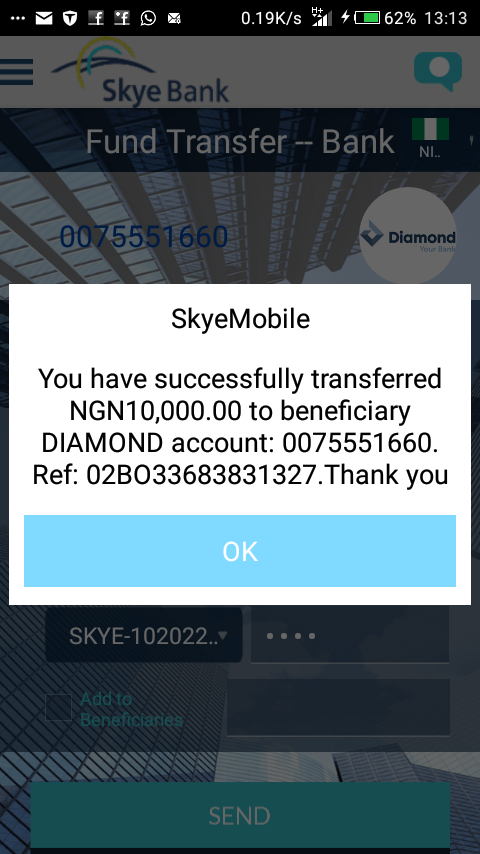 0.19K/s H+ 62% 13:13
Skye Bank
Fund Transfer -- Bank
NI..
0075551660
Diamond
Your Bank
SkyeMobile
You have successfully transferred
NGN10,000.00 to beneficiary
DIAMOND account: 0075551660.
Ref: 02BO33683831327.Thank you
OK
SKYE-102022..
Add to
Beneficiaries
SEND